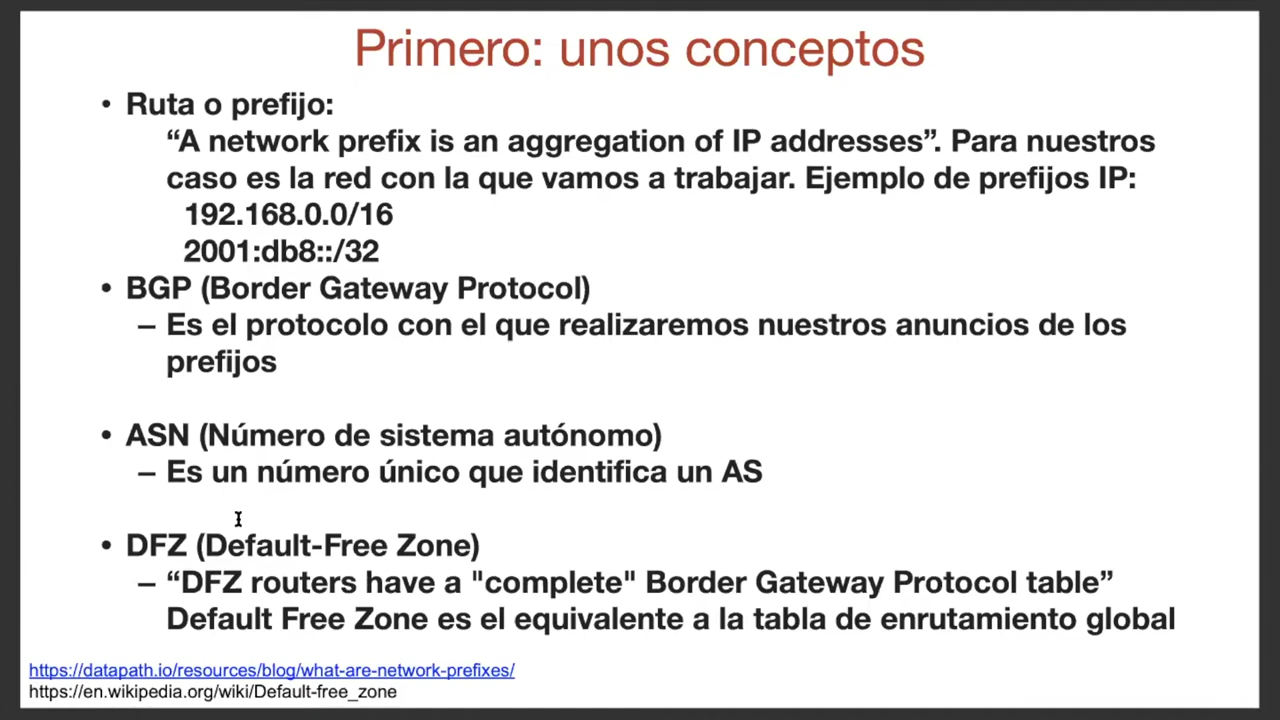 Primero: unos conceptos
• Ruta o prefijo:
“A network prefix is an aggregation of IP addresses”. Para nuestros
caso es la red con la que vamos a trabajar. Ejemplo de prefijos IP:
192.168.0.0/16
2001:db8::/32
• BGP (Border Gateway Protocol)
– Es el protocolo con el que realizaremos nuestros anuncios de los
prefijos
• ASN (Número de sistema autónomo)
– Es un número único que identifica un AS
• DFZ (Default-Free Zone)
– “DFZ routers have a "complete" Border Gateway Protocol table”
Default Free Zone es el equivalente a la tabla de enrutamiento global
https://datapath.io/resources/blog/what-are-network-prefixes/
https://en.wikipedia.org/wiki/Default-free_zone